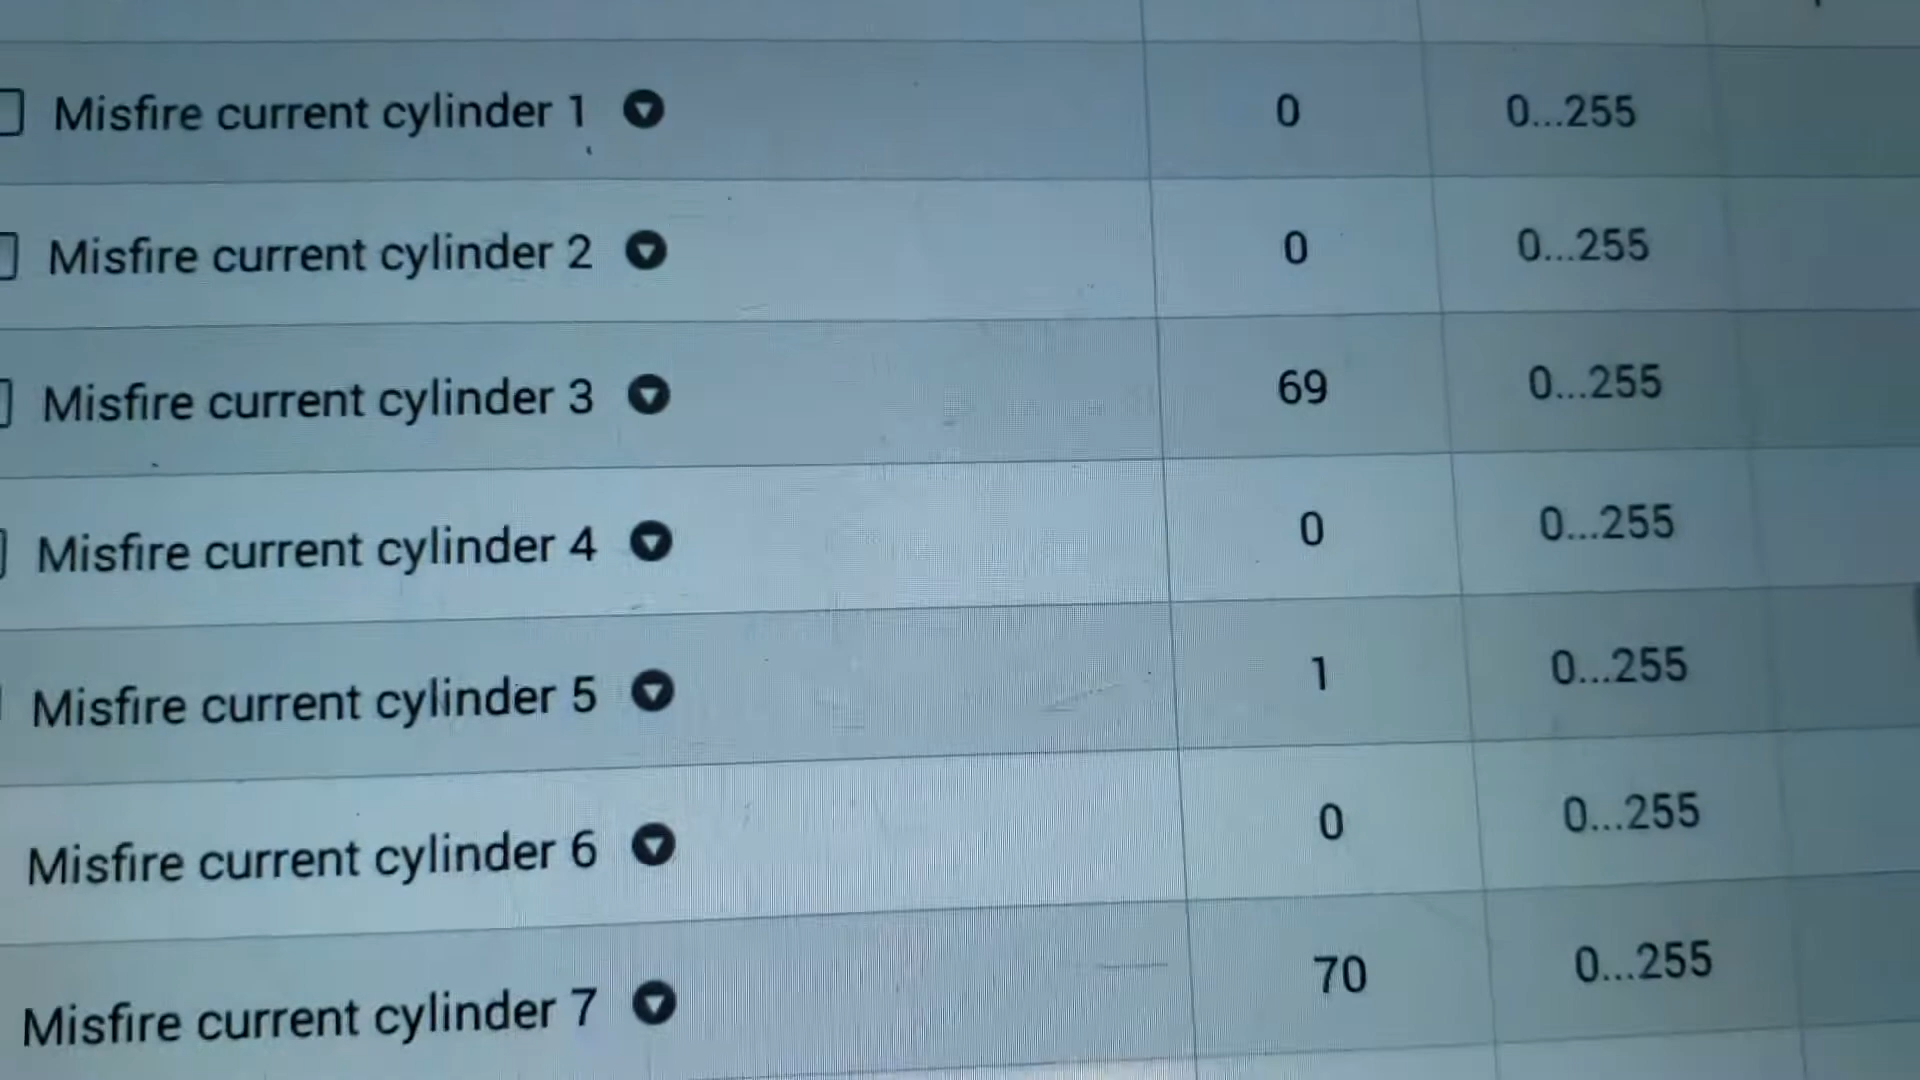 Misfire current cylinder 1 0 0...255
Misfire current cylinder 2 0 0...255
Misfire current cylinder 3 69 0...255
Misfire current cylinder 4 0 0...255
Misfire current cylinder 5 1 0...255
Misfire current cylinder 6 0 0...255
Misfire current cylinder 7 70 0...255